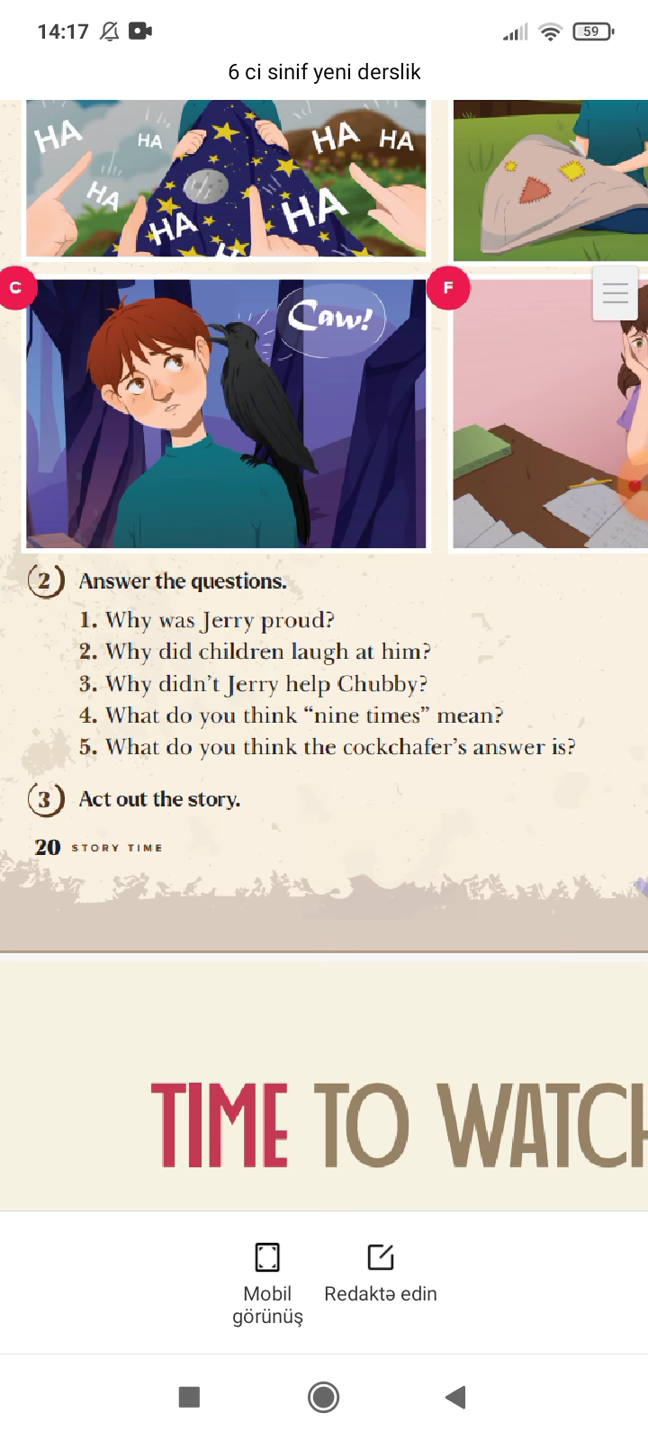 14:17
59
6 ci sinif yeni derslik
HA
HA
HA
HA
HA
HA
HA
C
F
Caw!
2 Answer the questions.
1. Why was Jerry proud?
2. Why did children laugh at him?
3. Why didn't Jerry help Chubby?
4. What do you think “nine times” mean?
5. What do you think the cockchafer's answer is?
3 Act out the story.
20 STORY TIME
TIME TO WATCH
Mobil görünüş
Redaktə edin